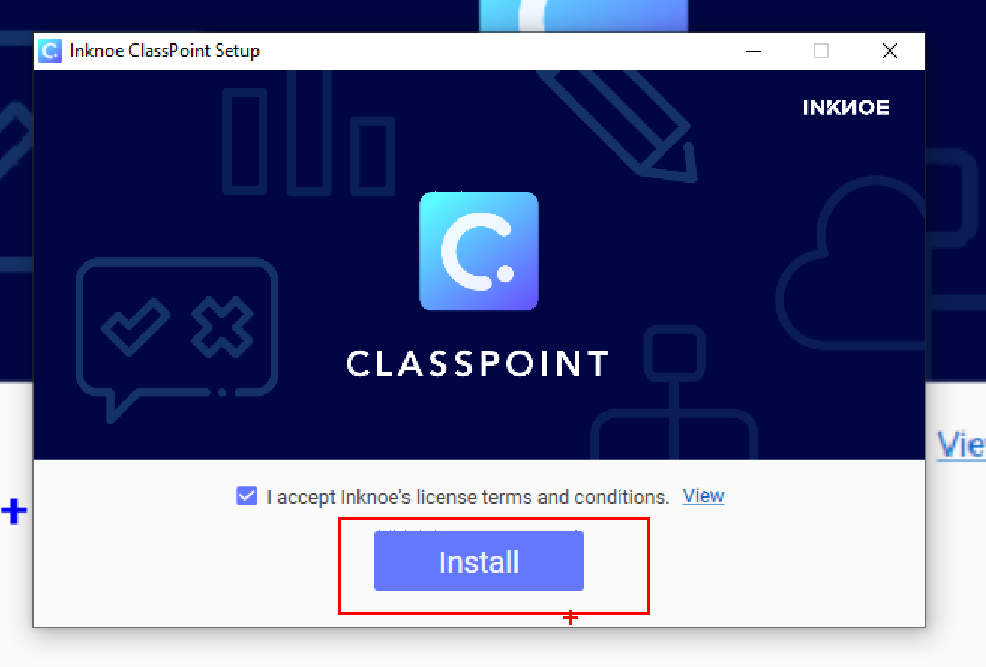 Inknoe ClassPoint Setup
INKNOE
CLASSPOINT
I accept Inknoe's license terms and conditions. View
Install